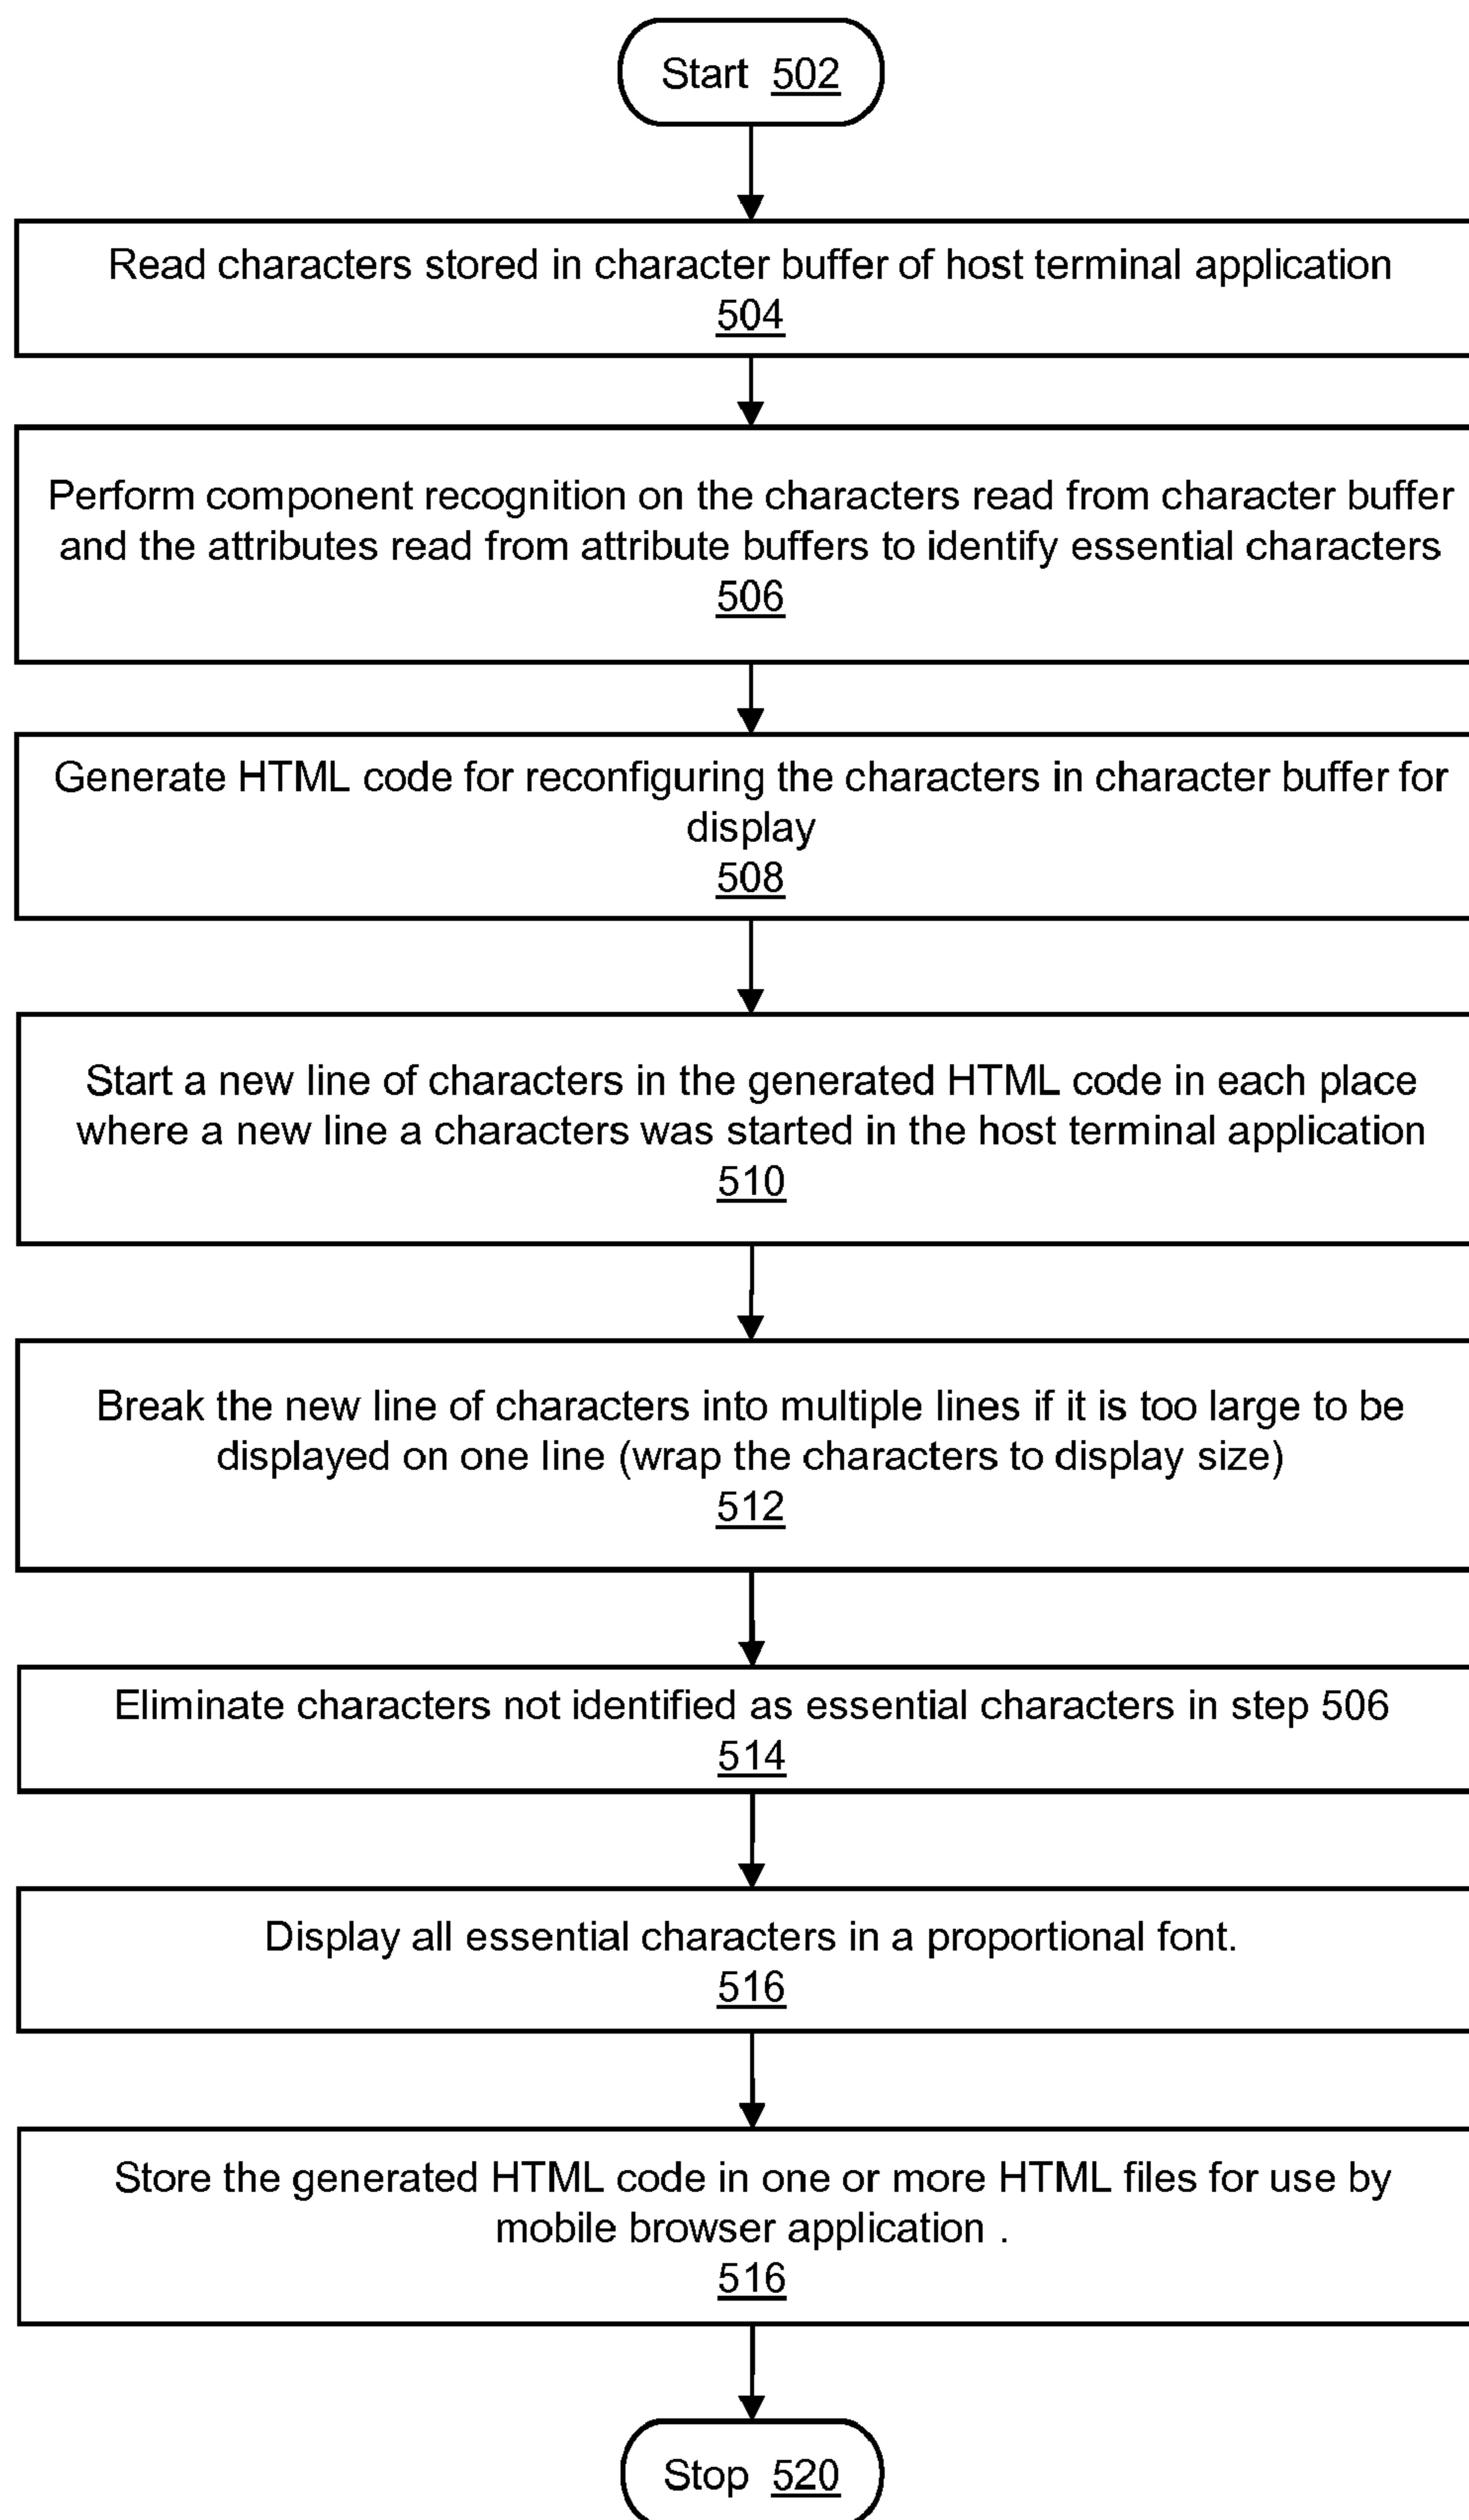 Start 502
Read characters stored in character buffer of host terminal application
504
Perform component recognition on the characters read from character buffer
and the attributes read from attribute buffers to identify essential characters
506
Generate HTML code for reconfiguring the characters in character buffer for
display
508
Start a new line of characters in the generated HTML code in each place
where a new line a characters was started in the host terminal application
510
Break the new line of characters into multiple lines if it is too large to be
displayed on one line (wrap the characters to display size)
512
Eliminate characters not identified as essential characters in step 506
514
Display all essential characters in a proportional font.
516
Store the generated HTML code in one or more HTML files for use by
mobile browser application .
516
Stop 520